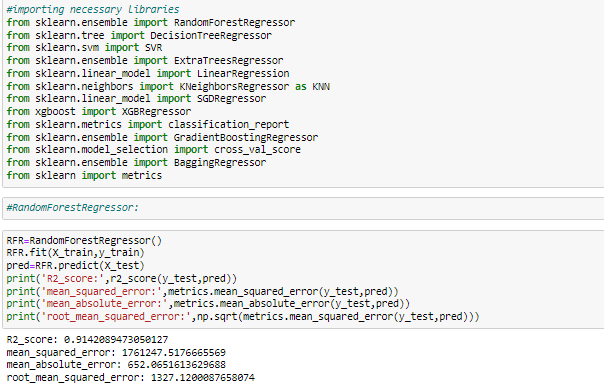 #importing necessary libraries
from sklearn.ensemble import RandomForestRegressor
from sklearn.tree import DecisionTreeRegressor
from sklearn.svm import SVR
from sklearn.ensemble import ExtraTreesRegressor
from sklearn.linear_model import LinearRegression
from sklearn.neighbors import KNeighborsRegressor as KNN
from sklearn.linear_model import SGDRegressor
from xgboost import XGBRegressor
from sklearn.metrics import classification_report
from sklearn.ensemble import GradientBoostingRegressor
from sklearn.model_selection import cross_val_score
from sklearn.ensemble import BaggingRegressor
from sklearn import metrics
#RandomForestRegressor:
RFR=RandomForestRegressor()
RFR.fit(X_train,y_train)
pred=RFR.predict(X_test)
print('R2_score:',r2_score(y_test,pred))
print('mean_squared_error:',metrics.mean_squared_error(y_test,pred))
print('mean_absolute_error:',metrics.mean_absolute_error(y_test,pred))
print('root_mean_squared_error:',np.sqrt(metrics.mean_squared_error(y_test,pred)))
R2_score: 0.9142089473050127
mean_squared_error: 1761247.5176665569
mean_absolute_error: 652.0651613629688
root_mean_squared_error: 1327.1200087658074